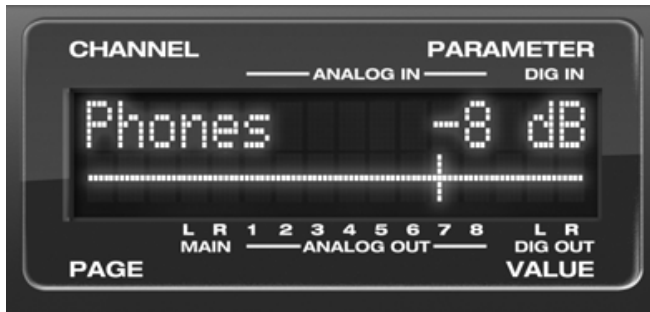 CHANNEL PARAMETER
ANALOG IN DIG IN
Phones -8 dB
L R 1 2 3 4 5 6 7 8 L R
MAIN ANALOG OUT DIG OUT
PAGE VALUE